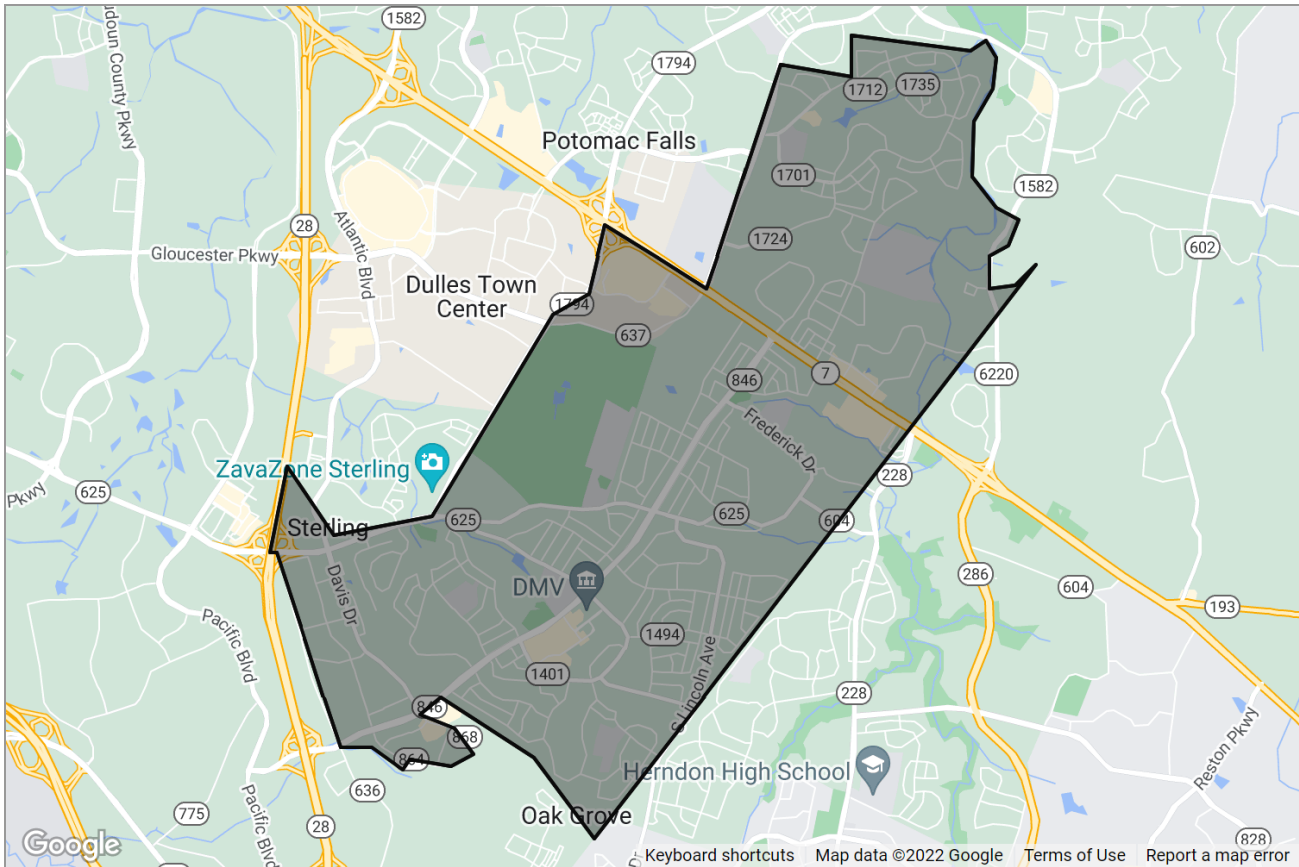 1582
udoun County Pkwy
1794
1712
1735
Potomac Falls
1701
1582
28
Atlantic Blvd
1724
602
Gloucester Pkwy
Dulles Town
Center
1794
637
7
846
6220
Frederick Dr
ZavaZone Sterling
Pkwy
625
228
Sterling
625
625
604
DMV
286
604
Davis Dr
193
Pacific Blvd
1494
S Lincoln Ave
1401
228
846
868
864
Reston Pkwy
Herndon High School
636
775
Pacific Blvd
Oak Grove
28
828
Google
Dr
Keyboard shortcuts
Map data ©2022 Google
Terms of Use
Report a map error